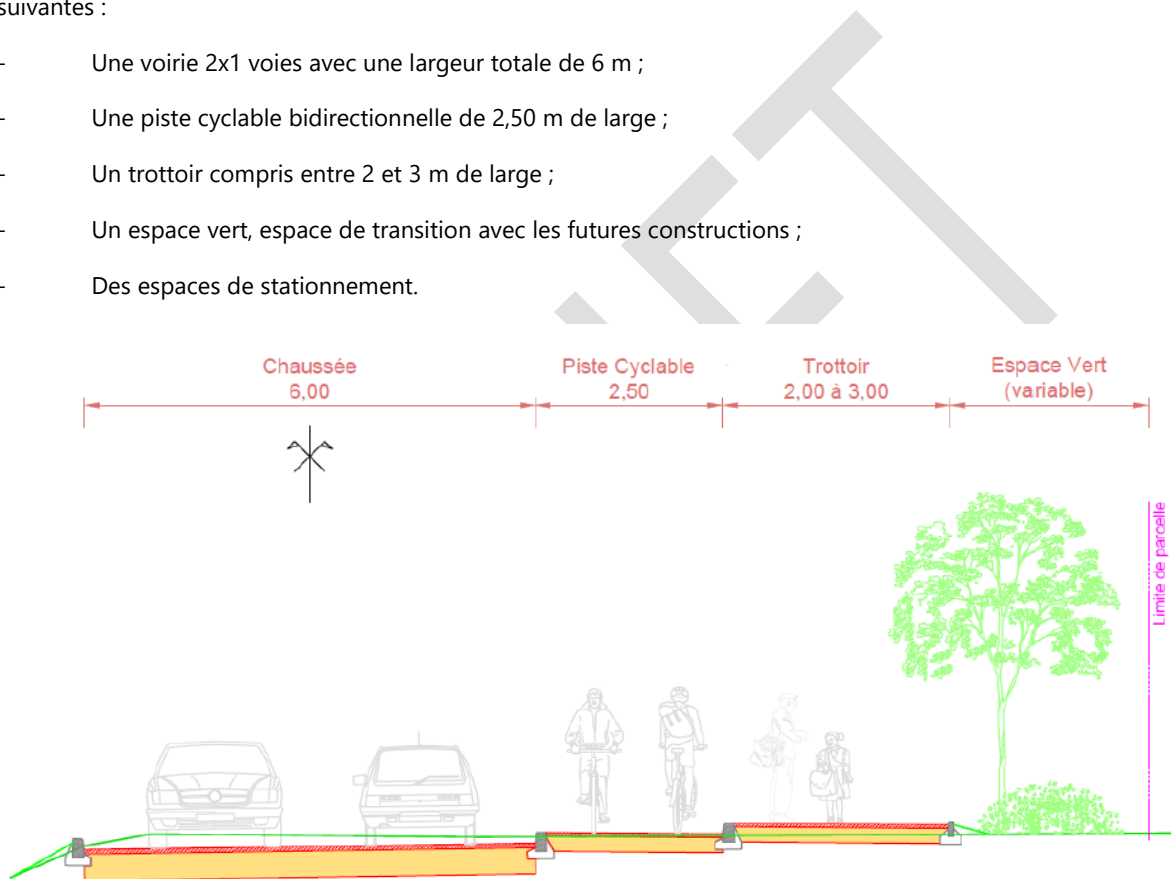 suivantes :
- Une voirie 2x1 voies avec une largeur totale de 6 m ;
- Une piste cyclable bidirectionnelle de 2,50 m de large ;
- Un trottoir compris entre 2 et 3 m de large ;
- Un espace vert, espace de transition avec les futures constructions ;
- Des espaces de stationnement.
Chaussée
6,00
Piste Cyclable
2,50
Trottoir
2,00 à 3,00
Espace Vert
(variable)
Limite de parcelle